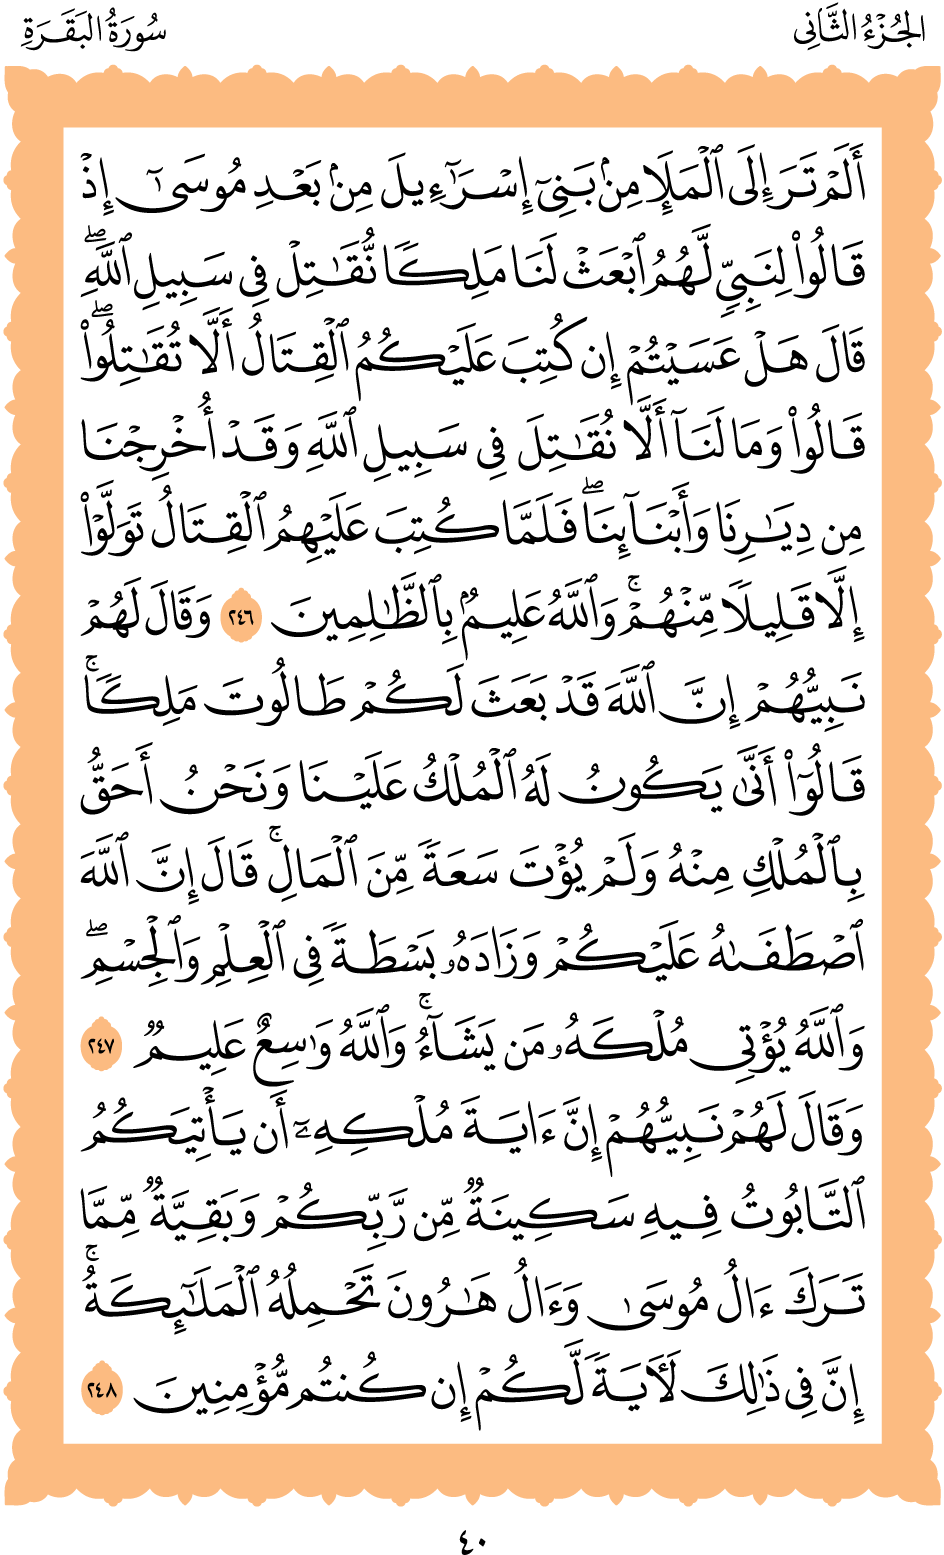 الجُزْءُ الثَّانِي
سُورَةُ البَقَرَةِ
أَلَمۡ تَرَ إِلَى ٱلۡمَلَإِ مِنۢ بَنِيٓ إِسۡرَٰٓءِيلَ مِنۢ بَعۡدِ مُوسَىٰٓ إِذۡ
قَالُواْ لِنَبِيّٖ لَّهُمُ ٱبۡعَثۡ لَنَا مَلِكٗا نُّقَٰتِلۡ فِي سَبِيلِ ٱللَّهِۖ
قَالَ هَلۡ عَسَيۡتُمۡ إِن كُتِبَ عَلَيۡكُمُ ٱلۡقِتَالُ أَلَّا تُقَٰتِلُواْۖ
قَالُواْ وَمَا لَنَآ أَلَّا نُقَٰتِلَ فِي سَبِيلِ ٱللَّهِ وَقَدۡ أُخۡرِجۡنَا
مِن دِيَٰرِنَا وَأَبۡنَآئِنَاۖ فَلَمَّا كُتِبَ عَلَيۡهِمُ ٱلۡقِتَالُ تَوَلَّوۡاْ
إِلَّا قَلِيلٗا مِّنۡهُمۡۚ وَٱللَّهُ عَلِيمُۢ بِٱلظَّٰلِمِينَ ٢٤٦ وَقَالَ لَهُمۡ
نَبِيُّهُمۡ إِنَّ ٱللَّهَ قَدۡ بَعَثَ لَكُمۡ طَالُوتَ مَلِكٗاۚ
قَالُوٓاْ أَنَّىٰ يَكُونُ لَهُ ٱلۡمُلۡكُ عَلَيۡنَا وَنَحۡنُ أَحَقُّ
بِٱلۡمُلۡكِ مِنۡهُ وَلَمۡ يُؤۡتَ سَعَةٗ مِّنَ ٱلۡمَالِۚ قَالَ إِنَّ ٱللَّهَ
ٱصۡطَفَىٰهُ عَلَيۡكُمۡ وَزَادَهُۥ بَسۡطَةٗ فِي ٱلۡعِلۡمِ وَٱلۡجِسۡمِۖ
وَٱللَّهُ يُؤۡتِي مُلۡكَهُۥ مَن يَشَآءُۚ وَٱللَّهُ وَٰسِعٌ عَلِيمٞ ٢٤٧
وَقَالَ لَهُمۡ نَبِيُّهُمۡ إِنَّ ءَايَةَ مُلۡكِهِۦٓ أَن يَأۡتِيَكُمُ
ٱلتَّابُوتُ فِيهِ سَكِينَةٞ مِّن رَّبِّكُمۡ وَبَقِيَّةٞ مِّمَّا
تَرَكَ ءَالُ مُوسَىٰ وَءَالُ هَٰرُونَ تَحۡمِلُهُ ٱلۡمَلَٰٓئِكَةُۚ
إِنَّ فِي ذَٰلِكَ لَأٓيَةٗ لَّكُمۡ إِن كُنتُم مُّؤۡمِنِينَ ٢٤٨
٤٠